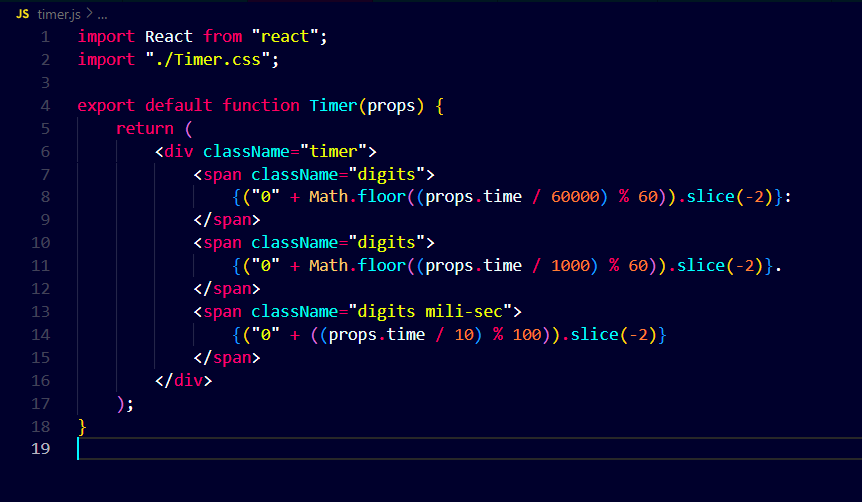 JS timer.js > ...
1 import React from "react";
2 import "./Timer.css";
3
4 export default function Timer(props) {
5     return (
6         <div className="timer">
7             <span className="digits">
8                 {("0" + Math.floor((props.time / 60000) % 60)).slice(-2)}:
9             </span>
10             <span className="digits">
11                 {("0" + Math.floor((props.time / 1000) % 60)).slice(-2)}.
12             </span>
13             <span className="digits mili-sec">
14                 {("0" + ((props.time / 10) % 100)).slice(-2)}
15             </span>
16         </div>
17     );
18 }
19